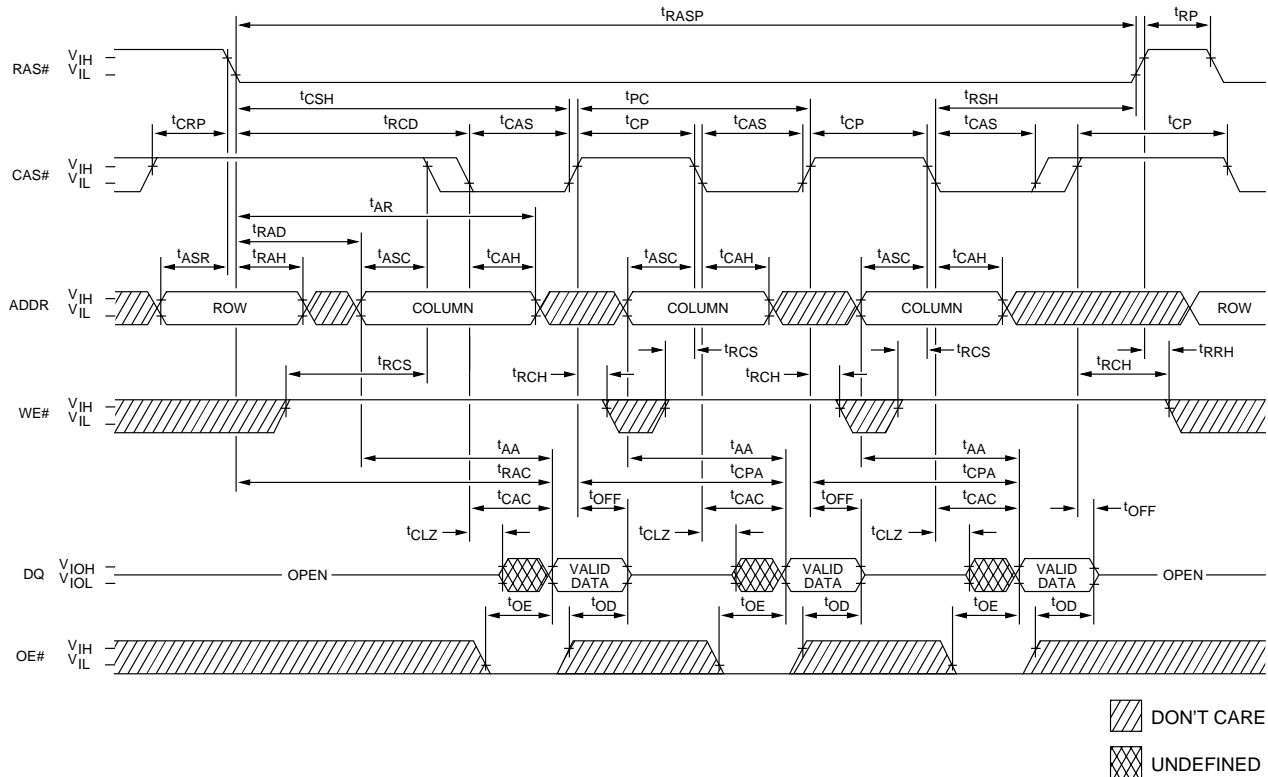 tRASP tRP
RAS# VIH
VIL
tCSH tPC tRSH
tCRP tRCD tCAS tCP tCAS tCP tCAS tCP
CAS# VIH
VIL
tAR
tRAD
tASR tRAH tASC tCAH tASC tCAH tASC tCAH
ADDR VIH
VIL
ROW COLUMN COLUMN COLUMN ROW
tRCS tRCH tRCS tRCH tRCS tRCH tRRH
WE# VIH
VIL
tAA tAA tAA
tRAC tCPA tCPA
tCAC tOFF tCAC tOFF tCAC tOFF
tCLZ tCLZ tCLZ
DQ VIOH
VIOL
OPEN VALID DATA VALID DATA VALID DATA OPEN
tOE tOD tOE tOD tOE tOD
OE# VIH
VIL
DON'T CARE
UNDEFINED